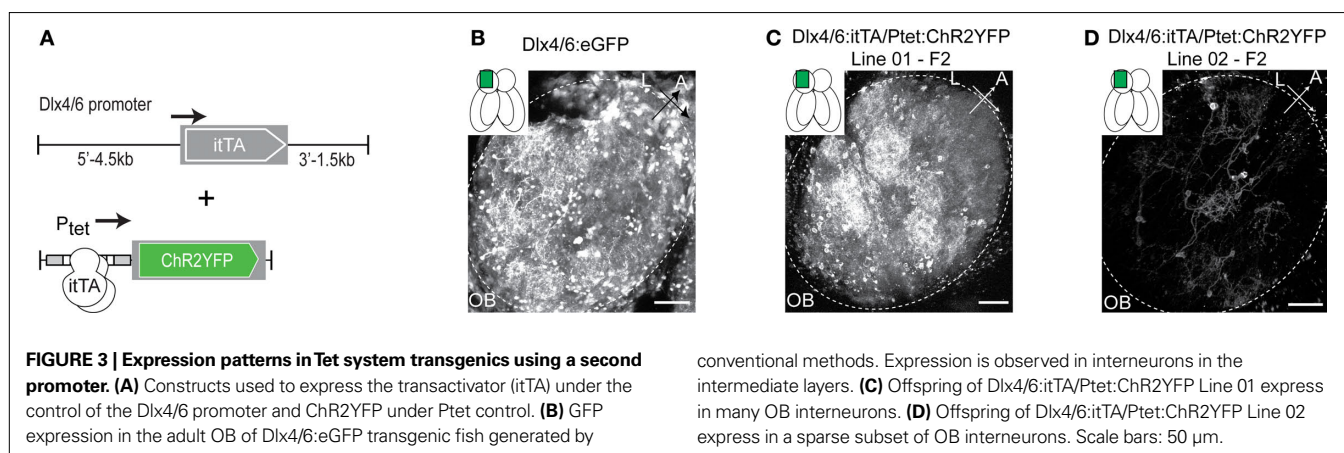 A
Dlx4/6 promoter
itTA
5'-4.5kb
3'-1.5kb
+
Ptet
ChR2YFP
itTA
B
Dlx4/6:eGFP
L
A
OB
C
Dlx4/6:itTA/Ptet:ChR2YFP
Line 01 - F2
L
A
OB
D
Dlx4/6:itTA/Ptet:ChR2YFP
Line 02 - F2
L
A
OB
FIGURE 3 | Expression patterns in Tet system transgenics using a second
promoter. (A) Constructs used to express the transactivator (itTA) under the
control of the Dlx4/6 promoter and ChR2YFP under Ptet control. (B) GFP
expression in the adult OB of Dlx4/6:eGFP transgenic fish generated by
conventional methods. Expression is observed in interneurons in the
intermediate layers. (C) Offspring of Dlx4/6:itTA/Ptet:ChR2YFP Line 01 express
in many OB interneurons. (D) Offspring of Dlx4/6:itTA/Ptet:ChR2YFP Line 02
express in a sparse subset of OB interneurons. Scale bars: 50 μm.